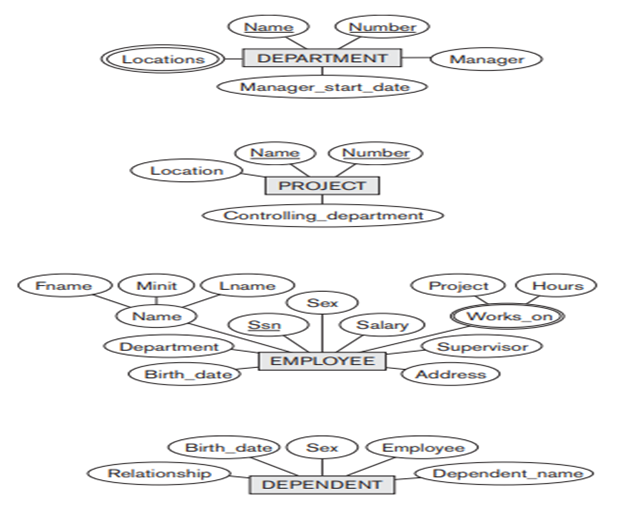 Name
Number
Locations
DEPARTMENT
Manager
Manager_start_date
Name
Number
Location
PROJECT
Controlling_department
Fname
Minit
Lname
Project
Hours
Name
Sex
Works_on
Ssn
Salary
Department
Supervisor
EMPLOYEE
Birth_date
Address
Birth_date
Sex
Employee
Relationship
Dependent_name
DEPENDENT